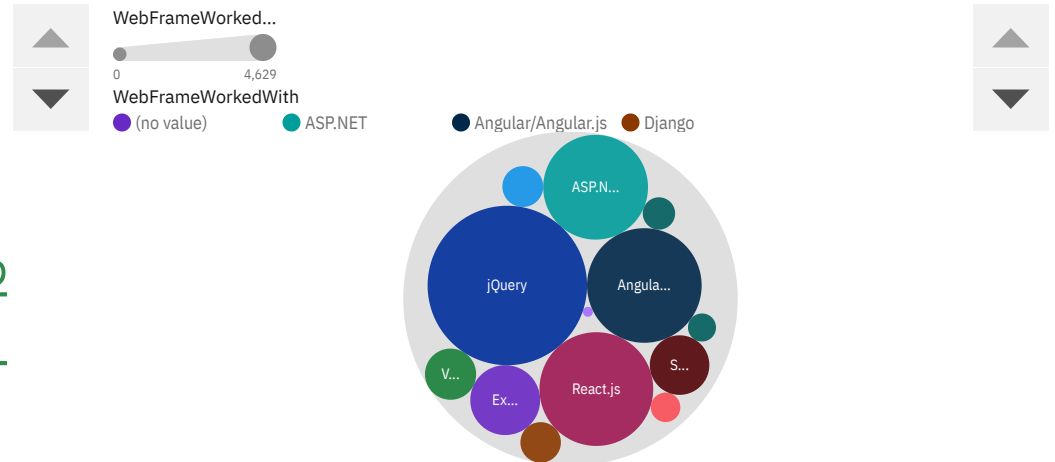 WebFrameWorked...
0 4,629
WebFrameWorkedWith
(no value) ASP.NET Angular/Angular.js Django
ASP.N...
jQuery Angula...
S...
V...
React.js
Ex...